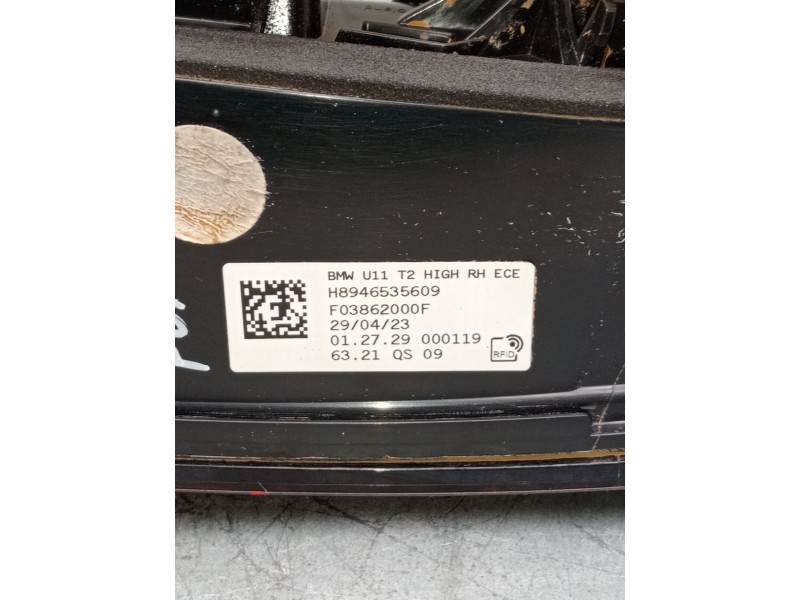 BMW U11 T2 HIGH RH ECE
H8946535609
F03862000F
29/04/23
01.27.29 000119
63.21 QS 09
RFID